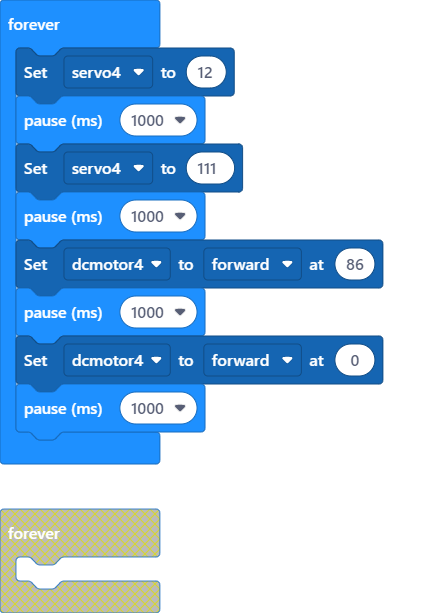 forever
Set servo4 to 12
pause (ms) 1000
Set servo4 to 111
pause (ms) 1000
Set dcmotor4 to forward at 86
pause (ms) 1000
Set dcmotor4 to forward at 0
pause (ms) 1000
forever